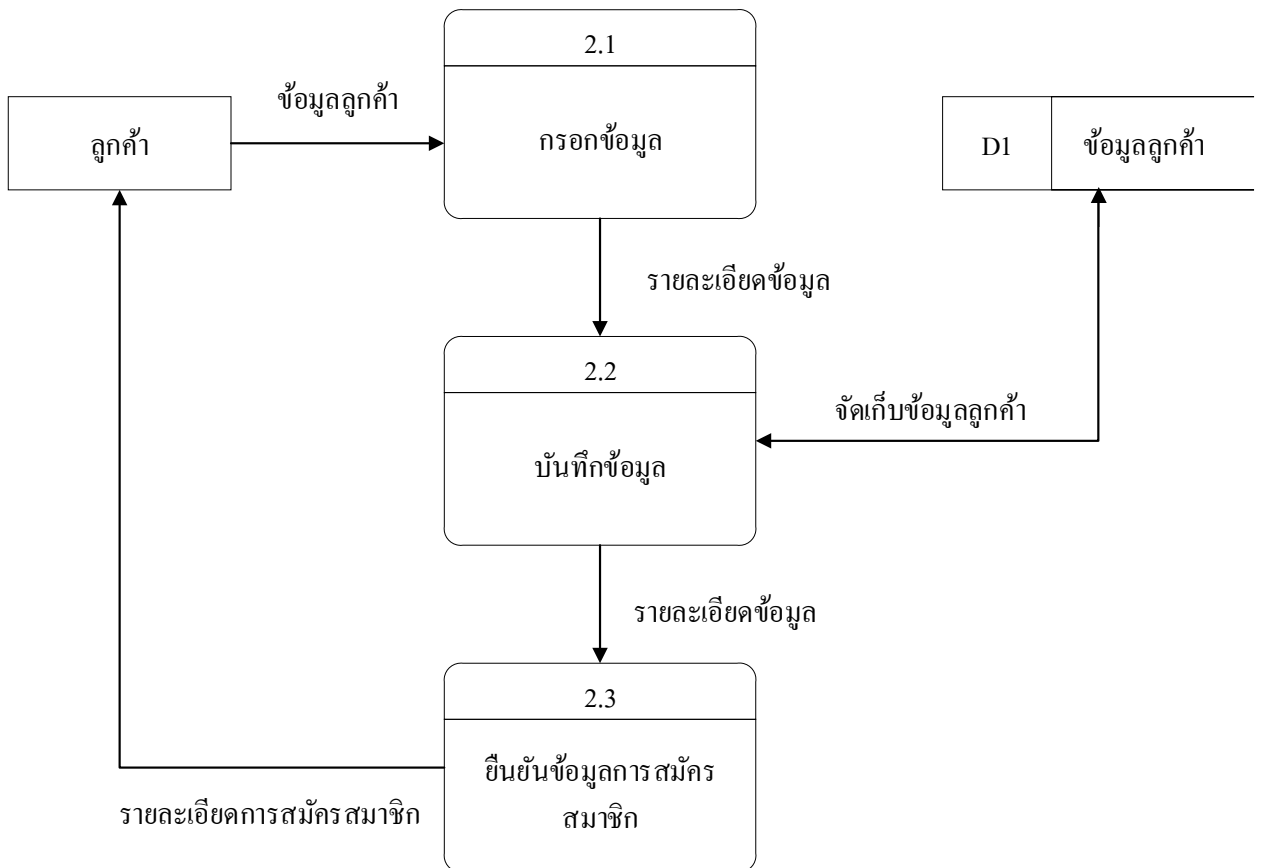 2.1
ข้อมูลลูกค้า
ลูกค้า
กรอกข้อมูล
D1
ข้อมูลลูกค้า
รายละเอียดข้อมูล
2.2
จัดเก็บข้อมูลลูกค้า
บันทึกข้อมูล
รายละเอียดข้อมูล
2.3
ยืนยันข้อมูลการสมัคร
สมาชิก
รายละเอียดการสมัครสมาชิก